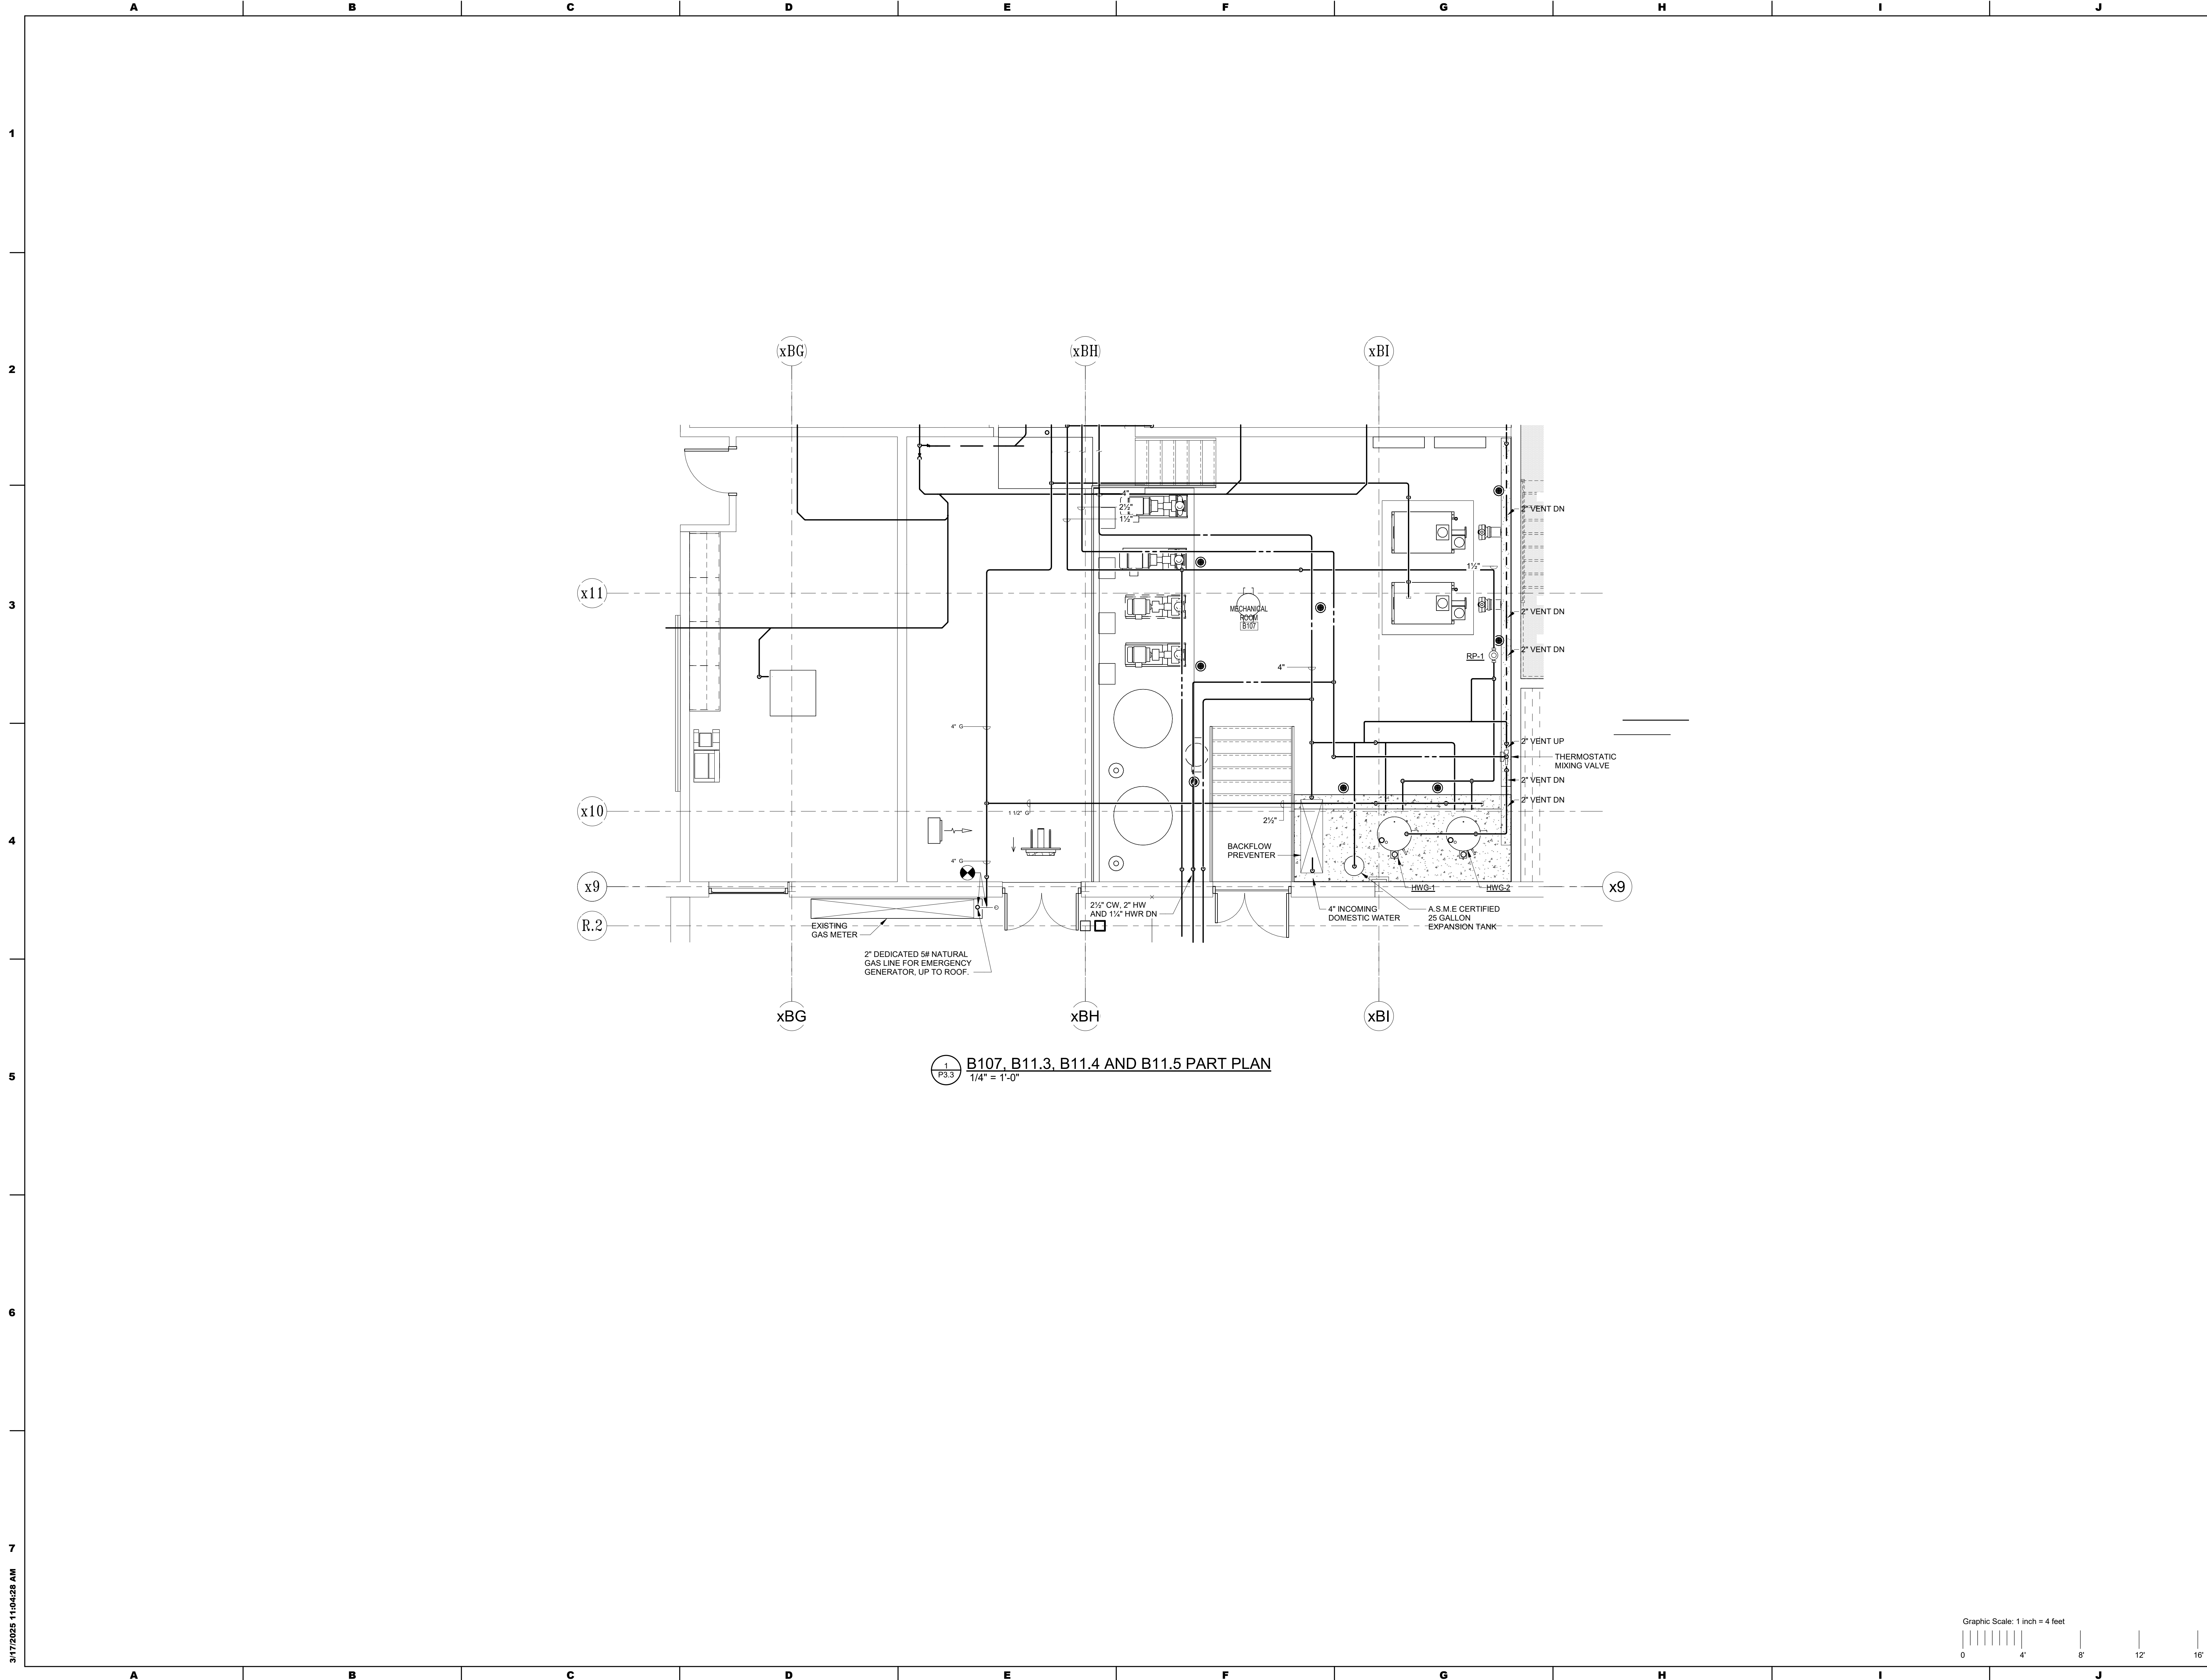 A B C D E F G H I J
1
2
3
4
5
6
7
xBG
xBH
xBI
4"
2½"
1½"
2" VENT DN
1½"
x11
MECHANICAL
ROOM
B107
2" VENT DN
2" VENT DN
RP-1
4"
4" G
2" VENT UP
THERMOSTATIC
MIXING VALVE
2" VENT DN
2" VENT DN
x10
1 1/2" G
2½"
BACKFLOW
PREVENTER
4" G
x9
HWG-1
HWG-2
x9
2½" CW, 2" HW
AND 1¼" HWR DN
4" INCOMING
DOMESTIC WATER
A.S.M.E CERTIFIED
25 GALLON
EXPANSION TANK
R.2
EXISTING
GAS METER
2" DEDICATED 5# NATURAL
GAS LINE FOR EMERGENCY
GENERATOR, UP TO ROOF.
xBG
xBH
xBI
1
P3.3
B107, B11.3, B11.4 AND B11.5 PART PLAN
1/4" = 1'-0"
3/17/2025 11:04:28 AM
Graphic Scale: 1 inch = 4 feet
0 4' 8' 12' 16'
A B C D E F G H I J